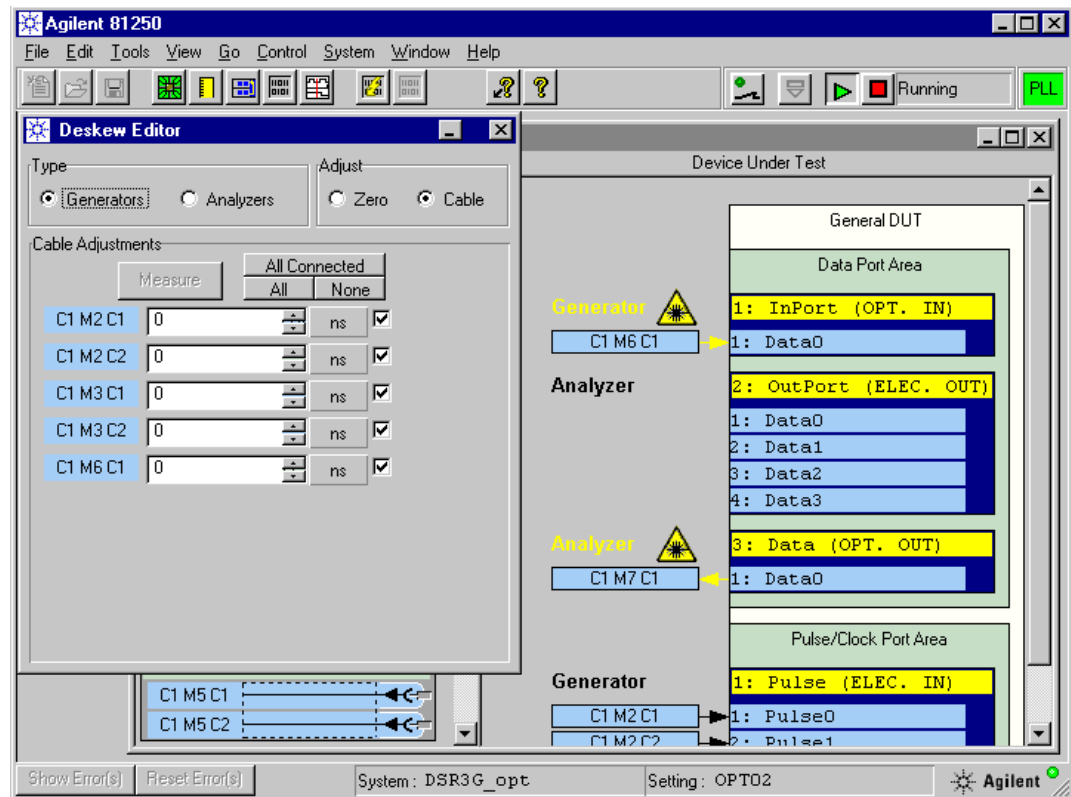 Agilent 81250
File Edit Tools View Go Control System Window Help
Running
PLL
Deskew Editor
Type
Generators
Analyzers
Adjust
Zero
Cable
Cable Adjustments
Measure
All Connected
All
None
C1 M2 C1 0 ns
C1 M2 C2 0 ns
C1 M3 C1 0 ns
C1 M3 C2 0 ns
C1 M6 C1 0 ns
C1 M5 C1
C1 M5 C2
Device Under Test
General DUT
Data Port Area
Generator
1: InPort (OPT. IN)
C1 M6 C1
1: Data0
Analyzer
2: OutPort (ELEC. OUT)
1: Data0
2: Data1
3: Data2
4: Data3
Analyzer
3: Data (OPT. OUT)
C1 M7 C1
1: Data0
Pulse/Clock Port Area
Generator
1: Pulse (ELEC. IN)
C1 M2 C1
1: Pulse0
C1 M2 C2
2: Pulse1
Show Error(s)
Reset Error(s)
System : DSR3G_opt
Setting : OPTO2
Agilent